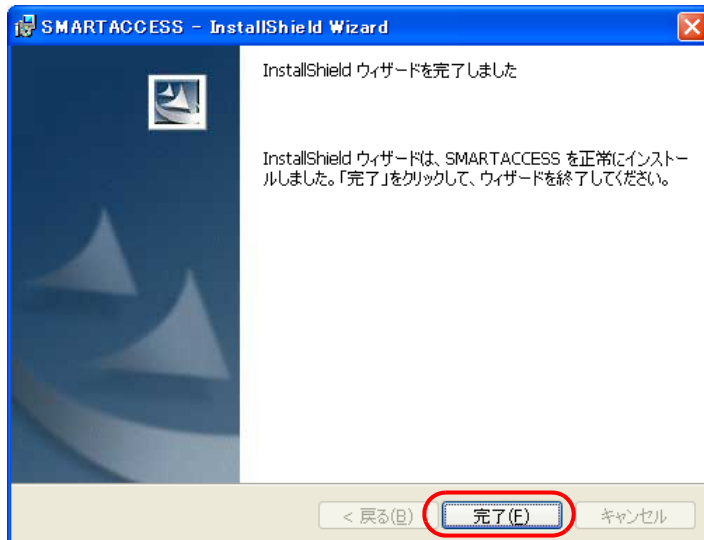 SMARTACCESS - InstallShield Wizard
InstallShield ウィザードを完了しました
InstallShield ウィザードは、SMARTACCESS を正常にインストー
ルしました。「完了」をクリックして、ウィザードを終了してください。
< 戻る(B) 完了(F) キャンセル